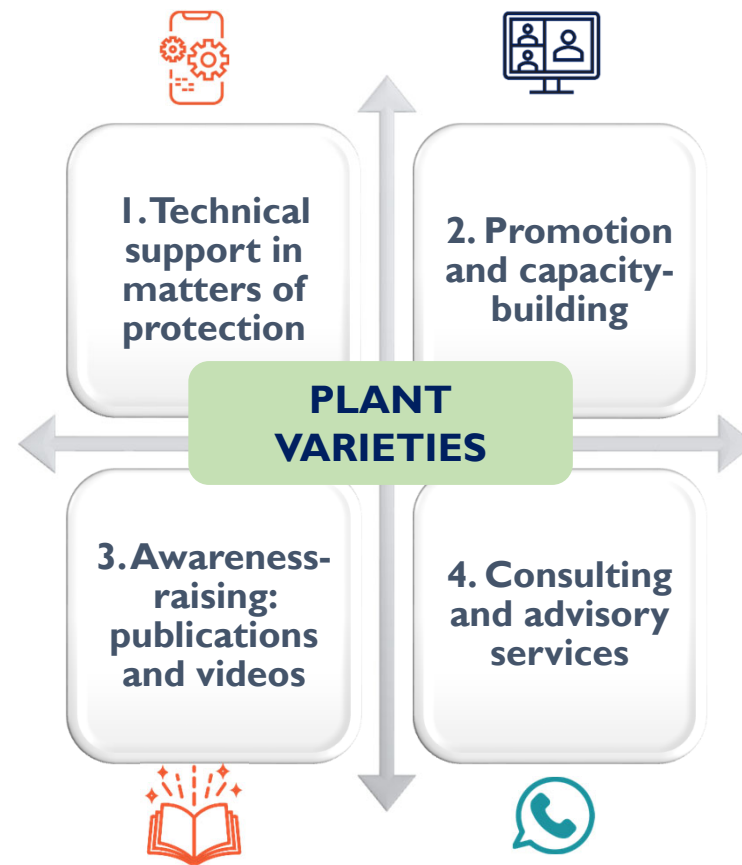 1. Technical
support in
matters of
protection
2. Promotion
and capacity-
building
PLANT
VARIETIES
3. Awareness-
raising:
publications
and videos
4. Consulting
and advisory
services